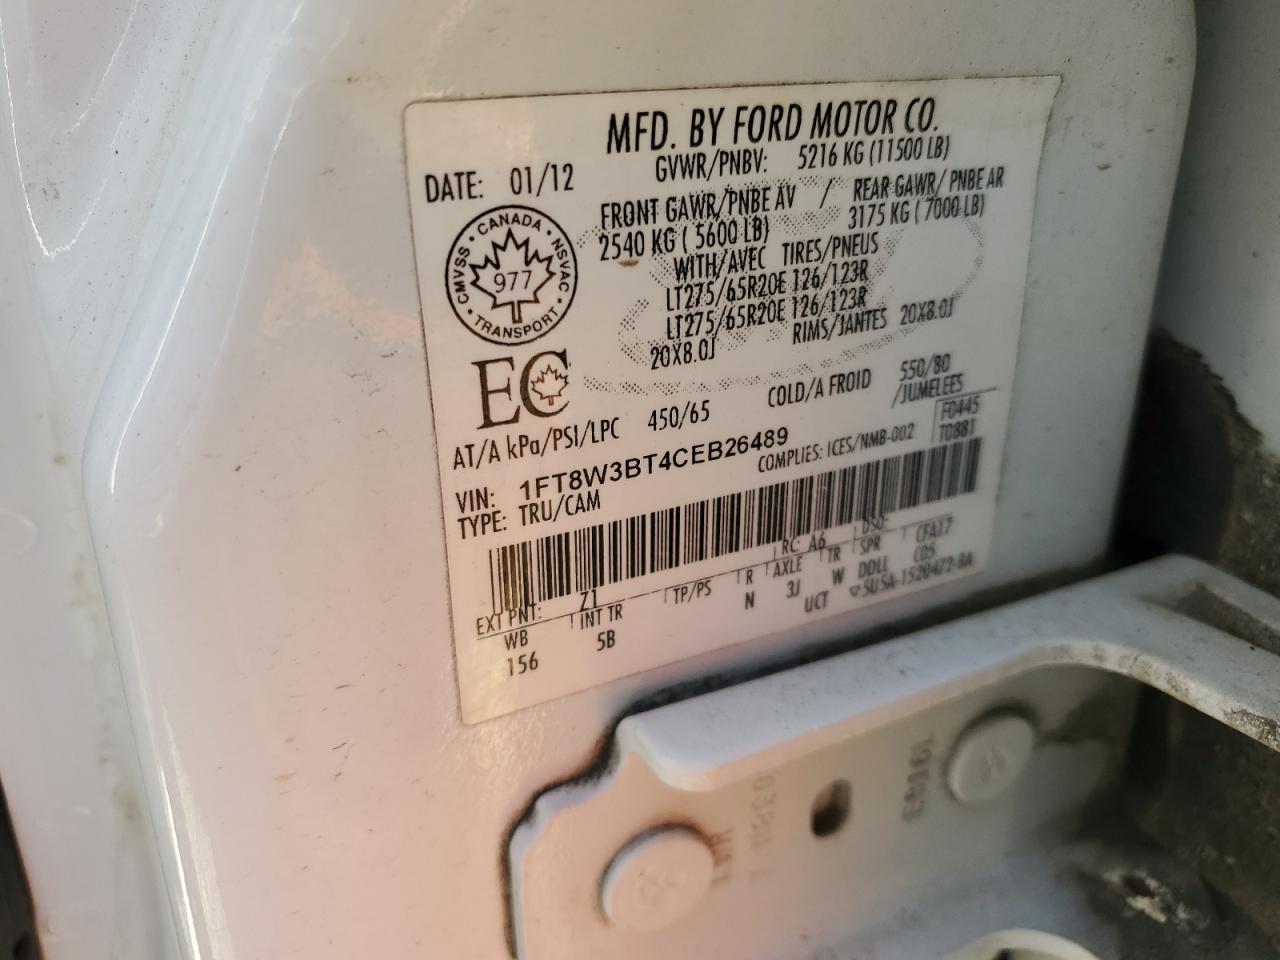 MFD. BY FORD MOTOR CO.
DATE: 01/12
GVWR/PNBV: 5216 KG (11500 LB)
FRONT GAWR/PNBE AV / REAR GAWR/ PNBE AR
2540 KG ( 5600 LB) 3175 KG ( 7000 LB)
WITH/AVEC TIRES/PNEUS
LT275/65R20E 126/123R
LT275/65R20E 126/123R
20X8.0J RIMS/JANTES 20X8.0J
CMVSS • CANADA • NSVAC • TRANSPORT •
977
EC
AT/A kPa/PSI/LPC 450/65 COLD/A FROID 550/80
/JUMELEES
VIN: 1FT8W3BT4CEB26489
F0445
TYPE: TRU/CAM COMPLIES: ICES/NMB-002 T0881
RC: A6 DSO:
EXT PNT: Z1
WB INT TR TP/PS R AXLE TR SPR CFA17
156 5B N 3J W DDLL C05
UCT ▽5U5A-1520472-BA